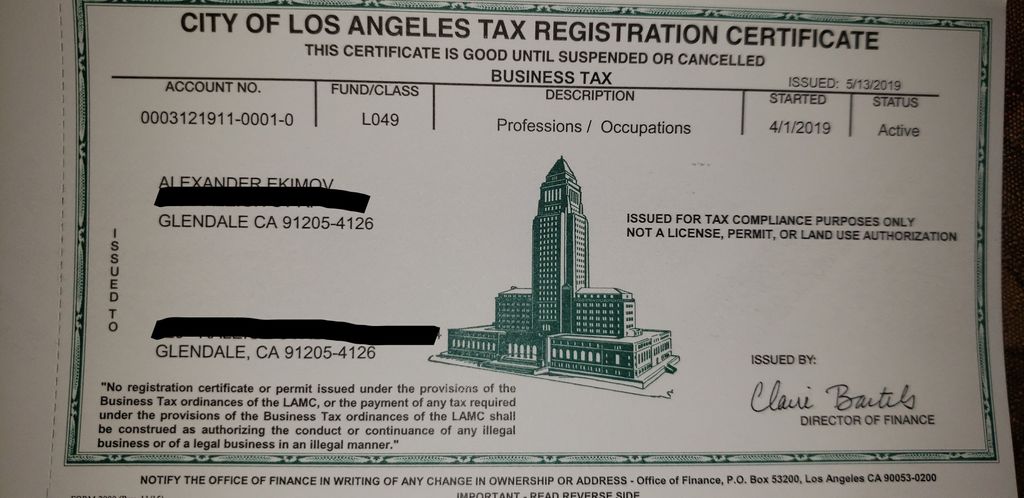 CITY OF LOS ANGELES TAX REGISTRATION CERTIFICATE
THIS CERTIFICATE IS GOOD UNTIL SUSPENDED OR CANCELLED
BUSINESS TAX
ISSUED: 5/13/2019
ACCOUNT NO.
FUND/CLASS
DESCRIPTION
STARTED
STATUS
0003121911-0001-0
L049
Professions / Occupations
4/1/2019
Active
ISSUED TO
ALEXANDER EKIMOV
GLENDALE CA 91205-4126
GLENDALE, CA 91205-4126
ISSUED FOR TAX COMPLIANCE PURPOSES ONLY
NOT A LICENSE, PERMIT, OR LAND USE AUTHORIZATION
"No registration certificate or permit issued under the provisions of the
Business Tax ordinances of the LAMC, or the payment of any tax required
under the provisions of the Business Tax ordinances of the LAMC shall
be construed as authorizing the conduct or continuance of any illegal
business or of a legal business in an illegal manner."
ISSUED BY:
Claire Bartels
DIRECTOR OF FINANCE
NOTIFY THE OFFICE OF FINANCE IN WRITING OF ANY CHANGE IN OWNERSHIP OR ADDRESS - Office of Finance, P.O. Box 53200, Los Angeles CA 90053-0200
IMPORTANT - READ REVERSE SIDE